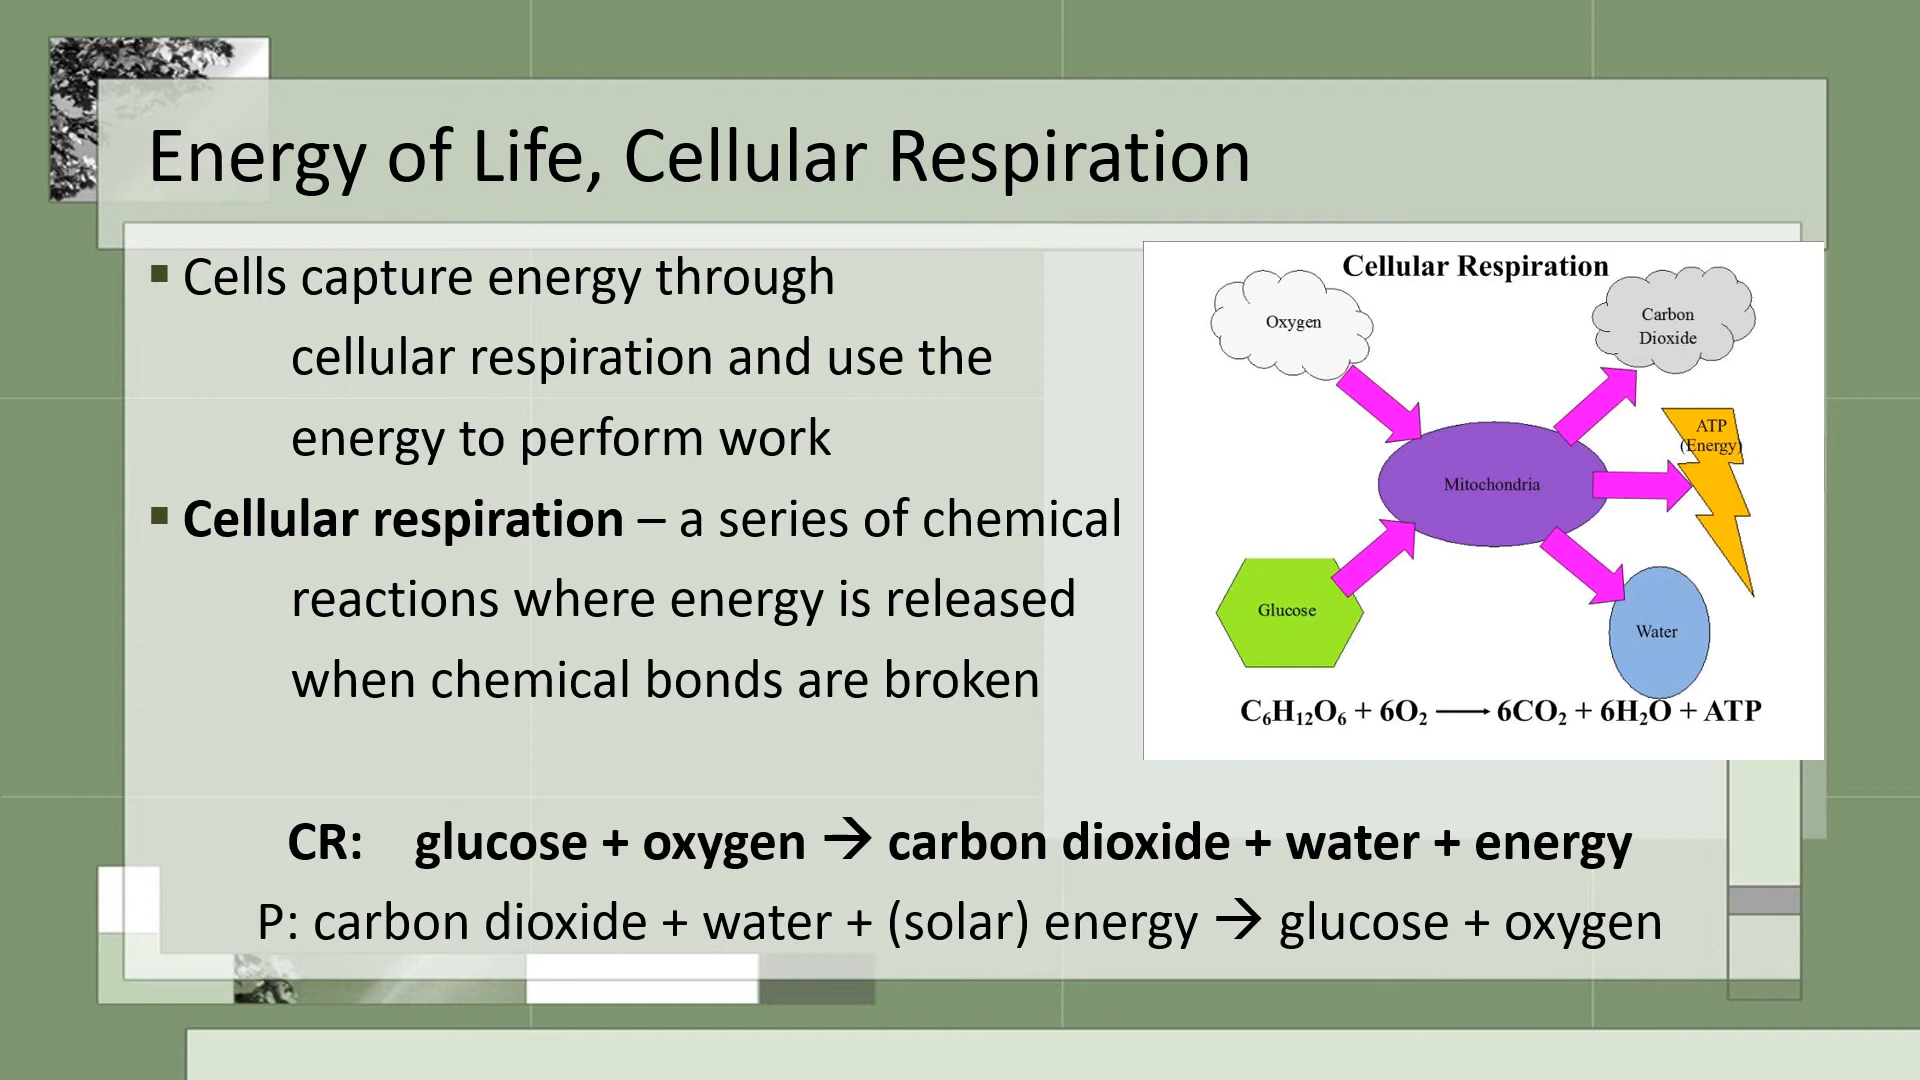 Energy of Life, Cellular Respiration
▪ Cells capture energy through
cellular respiration and use the
energy to perform work
▪ Cellular respiration – a series of chemical
reactions where energy is released
when chemical bonds are broken
Cellular Respiration
Oxygen
Carbon
Dioxide
ATP
(Energy)
Mitochondria
Glucose
Water
C₆H₁₂O₆ + 6O₂ ⟶ 6CO₂ + 6H₂O + ATP
CR: glucose + oxygen → carbon dioxide + water + energy
P: carbon dioxide + water + (solar) energy → glucose + oxygen